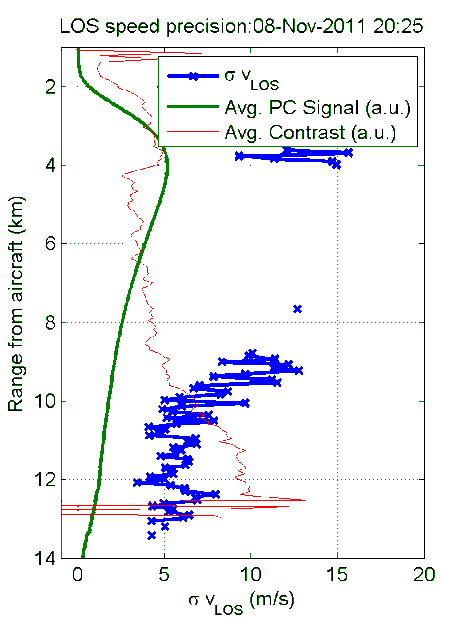 LOS speed precision:08-Nov-2011 20:25
σ v_LOS
Avg. PC Signal (a.u.)
Avg. Contrast (a.u.)
Range from aircraft (km)
2
4
6
8
10
12
14
0 5 10 15 20
σ v_LOS (m/s)